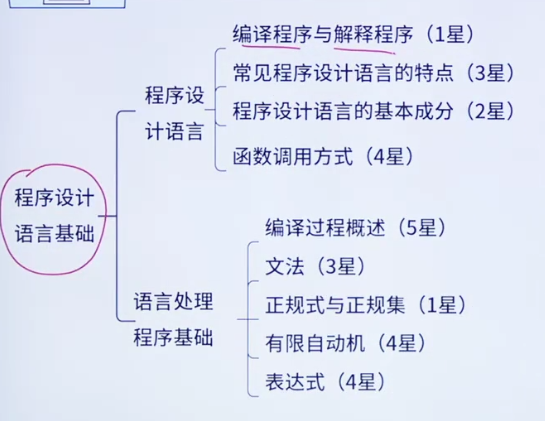 编译程序与解释程序（1星）
常见程序设计语言的特点（3星）
程序设计语言的基本成分（2星）
函数调用方式（4星）
程序设
计语言
程序设计
语言基础
编译过程概述（5星）
文法（3星）
正规式与正规集（1星）
有限自动机（4星）
表达式（4星）
语言处理
程序基础